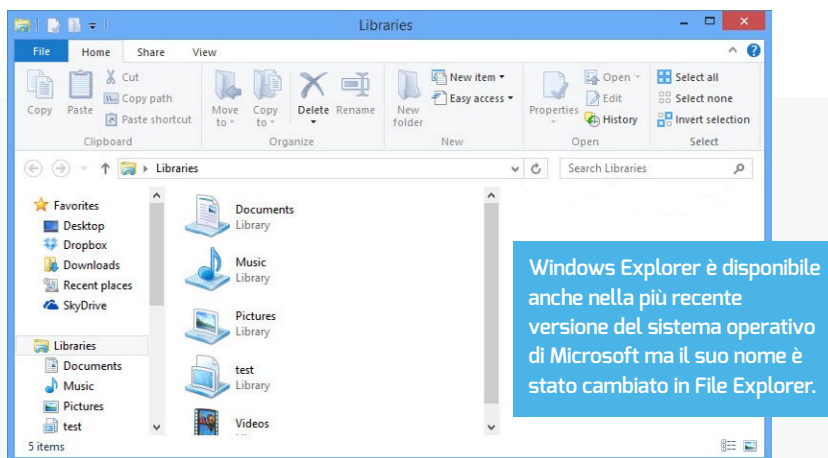 Libraries
File Home Share View
Copy
Paste
Cut
Copy path
Paste shortcut
Clipboard
Move to
Copy to
Delete
Rename
Organize
New folder
New item
Easy access
New
Properties
Open
Edit
History
Open
Select all
Select none
Invert selection
Select
Libraries
Search Libraries
Favorites
Desktop
Dropbox
Downloads
Recent places
SkyDrive
Libraries
Documents
Music
Pictures
test
Documents
Library
Music
Library
Pictures
Library
test
Library
Videos
5 items
Windows Explorer è disponibile
anche nella più recente
versione del sistema operativo
di Microsoft ma il suo nome è
stato cambiato in File Explorer.